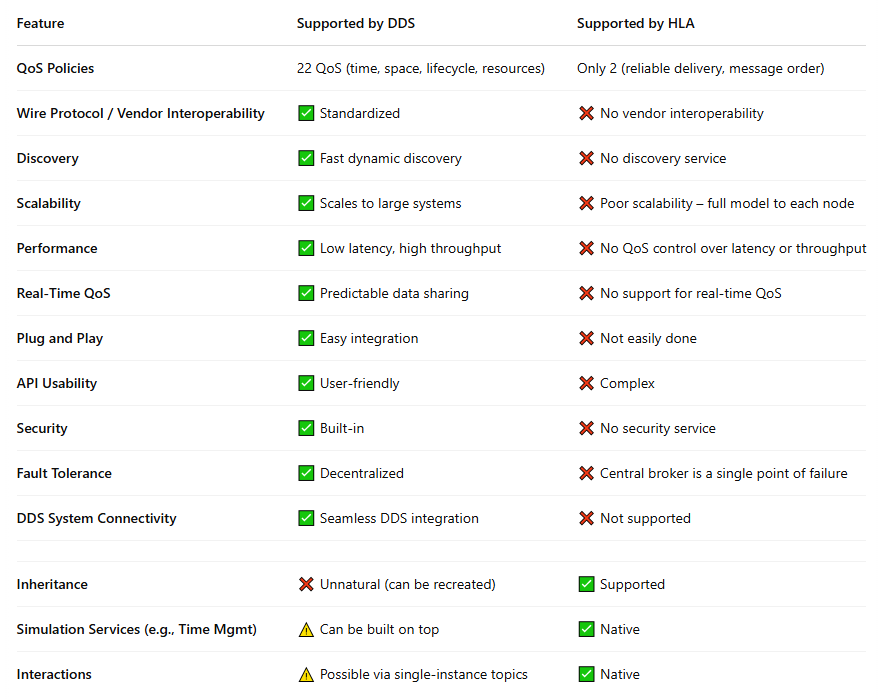 Feature Supported by DDS Supported by HLA
QoS Policies 22 QoS (time, space, lifecycle, resources) Only 2 (reliable delivery, message order)
Wire Protocol / Vendor Interoperability ✅ Standardized ❌ No vendor interoperability
Discovery ✅ Fast dynamic discovery ❌ No discovery service
Scalability ✅ Scales to large systems ❌ Poor scalability – full model to each node
Performance ✅ Low latency, high throughput ❌ No QoS control over latency or throughput
Real-Time QoS ✅ Predictable data sharing ❌ No support for real-time QoS
Plug and Play ✅ Easy integration ❌ Not easily done
API Usability ✅ User-friendly ❌ Complex
Security ✅ Built-in ❌ No security service
Fault Tolerance ✅ Decentralized ❌ Central broker is a single point of failure
DDS System Connectivity ✅ Seamless DDS integration ❌ Not supported
Inheritance ❌ Unnatural (can be recreated) ✅ Supported
Simulation Services (e.g., Time Mgmt) ⚠️ Can be built on top ✅ Native
Interactions ⚠️ Possible via single-instance topics ✅ Native